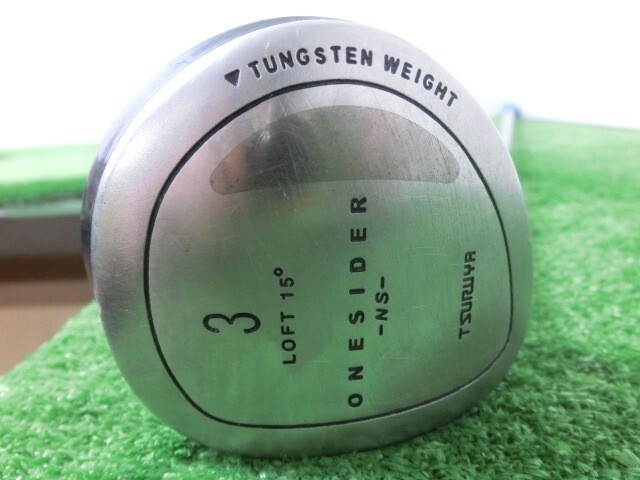 ▼TUNGSTEN WEIGHT
3
LOFT 15°
ONESIDER
-NS-
TSURUYA